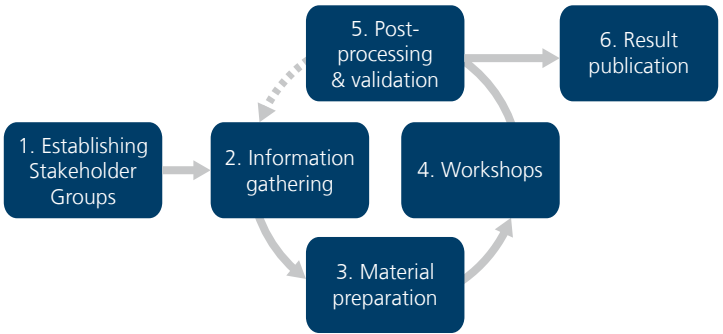 1. Establishing
Stakeholder
Groups
2. Information
gathering
3. Material
preparation
4. Workshops
5. Post-
processing
& validation
6. Result
publication